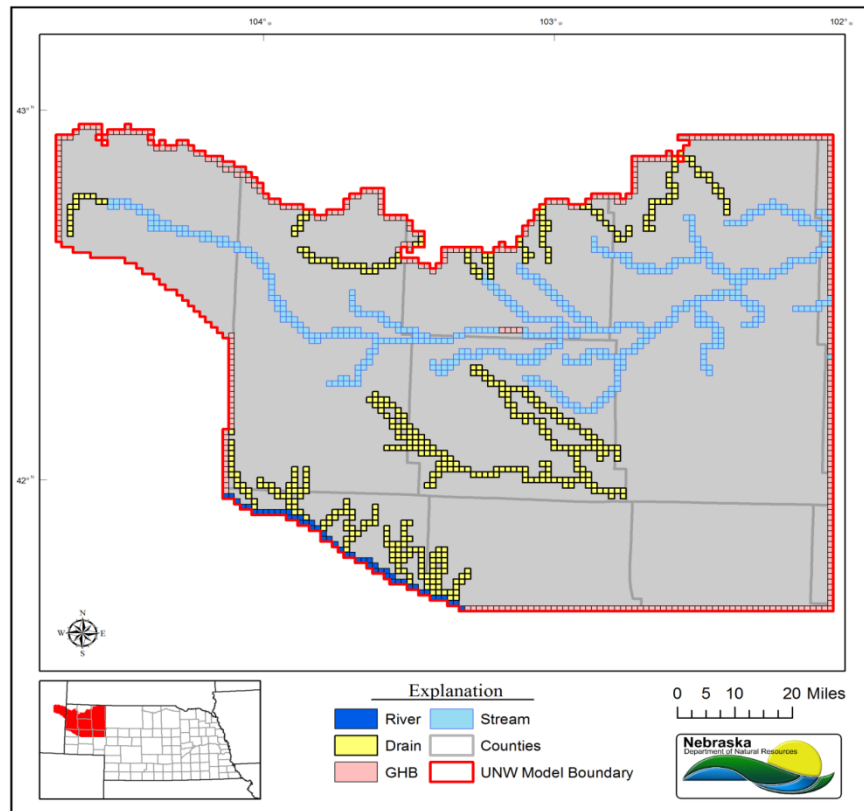 104°
103°
102°
43°
42°
N
W E
S
Explanation
River
Stream
Drain
Counties
GHB
UNW Model Boundary
0 5 10 20 Miles
Nebraska
Department of Natural Resources